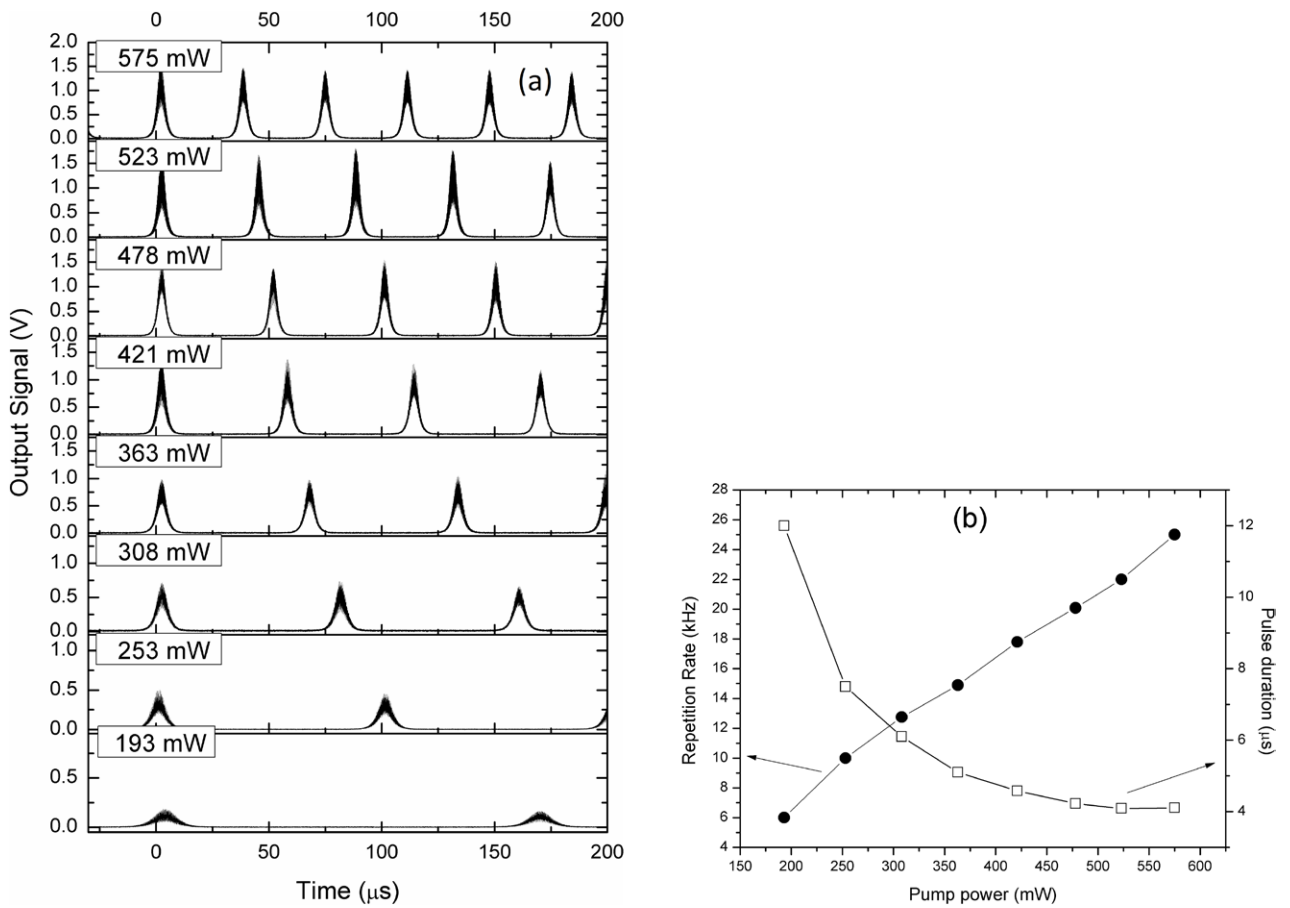 0 50 100 150 200
2.0
1.5
1.0
0.5
0.0
575 mW
(a)
1.5
1.0
0.5
0.0
523 mW
1.5
1.0
0.5
0.0
478 mW
1.5
1.0
0.5
0.0
421 mW
1.5
1.0
0.5
0.0
363 mW
1.0
0.5
0.0
308 mW
1.0
0.5
0.0
253 mW
0.5
0.0
193 mW
Output Signal (V)
0 50 100 150 200
Time (μs)
28
26
24
22
20
18
16
14
12
10
8
6
4
Repetition Rate (kHz)
(b)
12
10
8
6
4
Pulse duration (μs)
150 200 250 300 350 400 450 500 550 600
Pump power (mW)